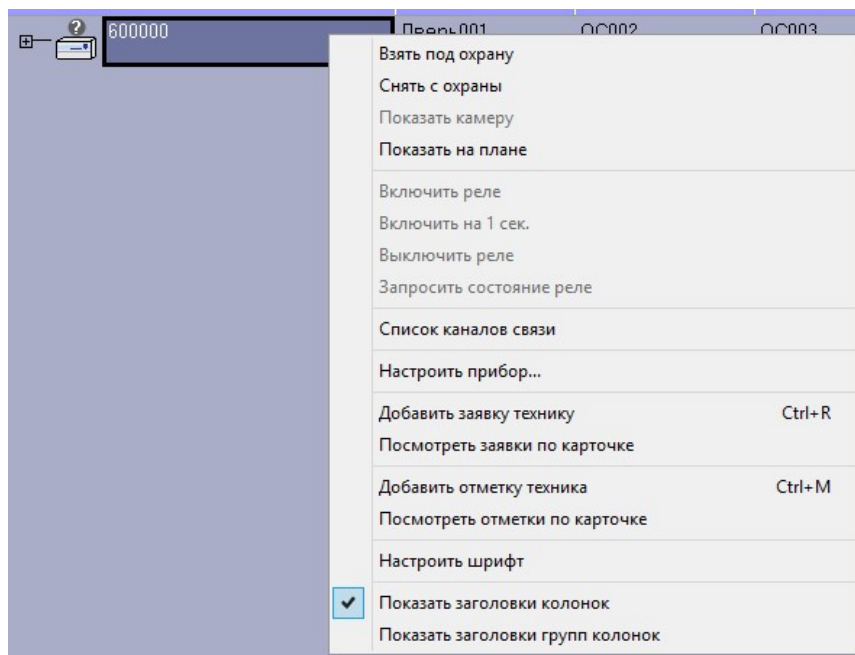 600000 Дверь001 ОС002 ОС003
Взять под охрану
Снять с охраны
Показать камеру
Показать на плане
Включить реле
Включить на 1 сек.
Выключить реле
Запросить состояние реле
Список каналов связи
Настроить прибор...
Добавить заявку технику Ctrl+R
Посмотреть заявки по карточке
Добавить отметку техника Ctrl+M
Посмотреть отметки по карточке
Настроить шрифт
Показать заголовки колонок
Показать заголовки групп колонок